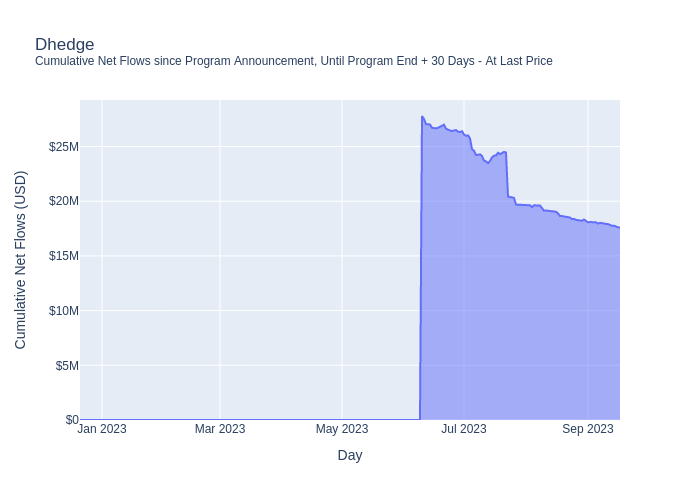 Dhedge
Cumulative Net Flows since Program Announcement, Until Program End + 30 Days - At Last Price
Cumulative Net Flows (USD)
$25M
$20M
$15M
$10M
$5M
$0
Jan 2023 Mar 2023 May 2023 Jul 2023 Sep 2023
Day